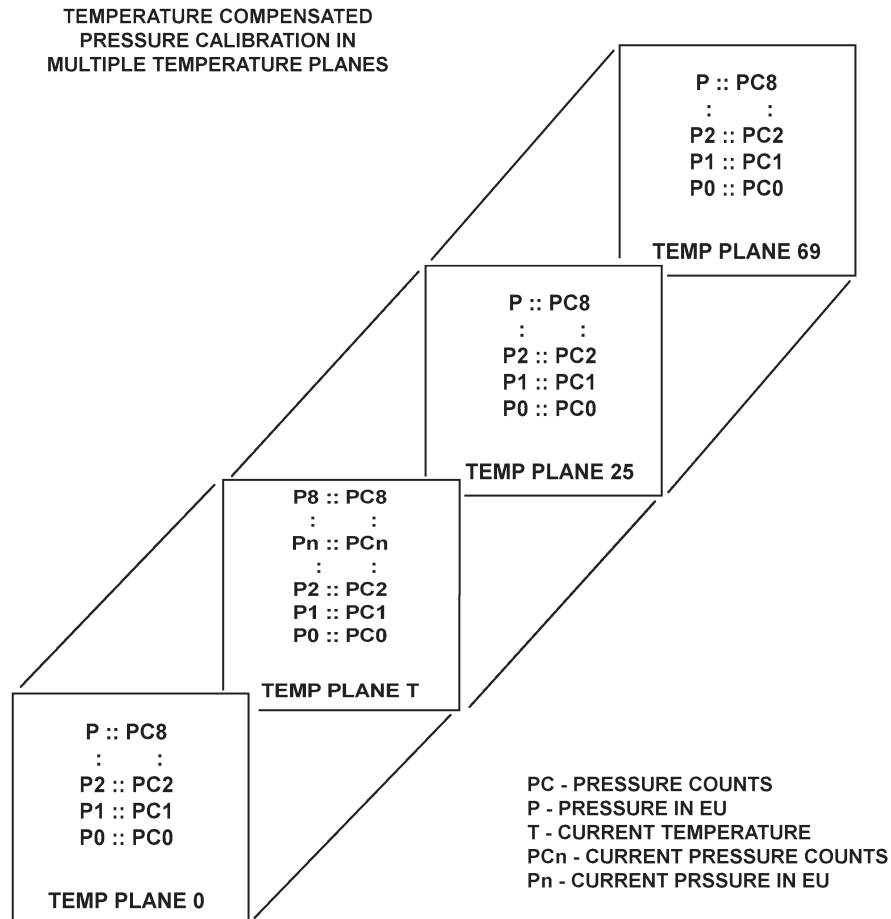 TEMPERATURE COMPENSATED
PRESSURE CALIBRATION IN
MULTIPLE TEMPERATURE PLANES
P :: PC8
: :
P2 :: PC2
P1 :: PC1
P0 :: PC0
TEMP PLANE 69
P :: PC8
: :
P2 :: PC2
P1 :: PC1
P0 :: PC0
TEMP PLANE 25
P8 :: PC8
: :
Pn :: PCn
: :
P2 :: PC2
P1 :: PC1
P0 :: PC0
TEMP PLANE T
P :: PC8
: :
P2 :: PC2
P1 :: PC1
P0 :: PC0
TEMP PLANE 0
PC - PRESSURE COUNTS
P - PRESSURE IN EU
T - CURRENT TEMPERATURE
PCn - CURRENT PRESSURE COUNTS
Pn - CURRENT PRSSURE IN EU